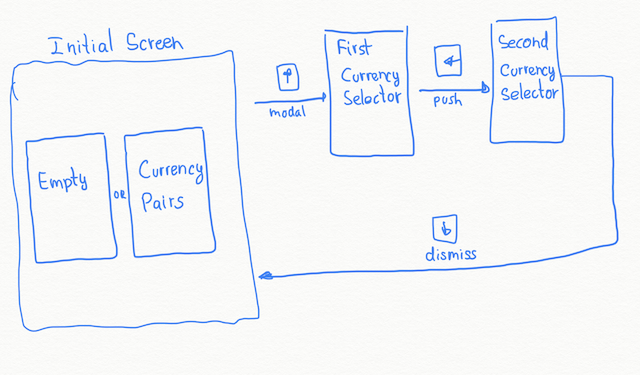 Initial Screen
Empty
OR
Currency
Pairs
modal
First
Currency
Selector
push
Second
Currency
Selector
dismiss